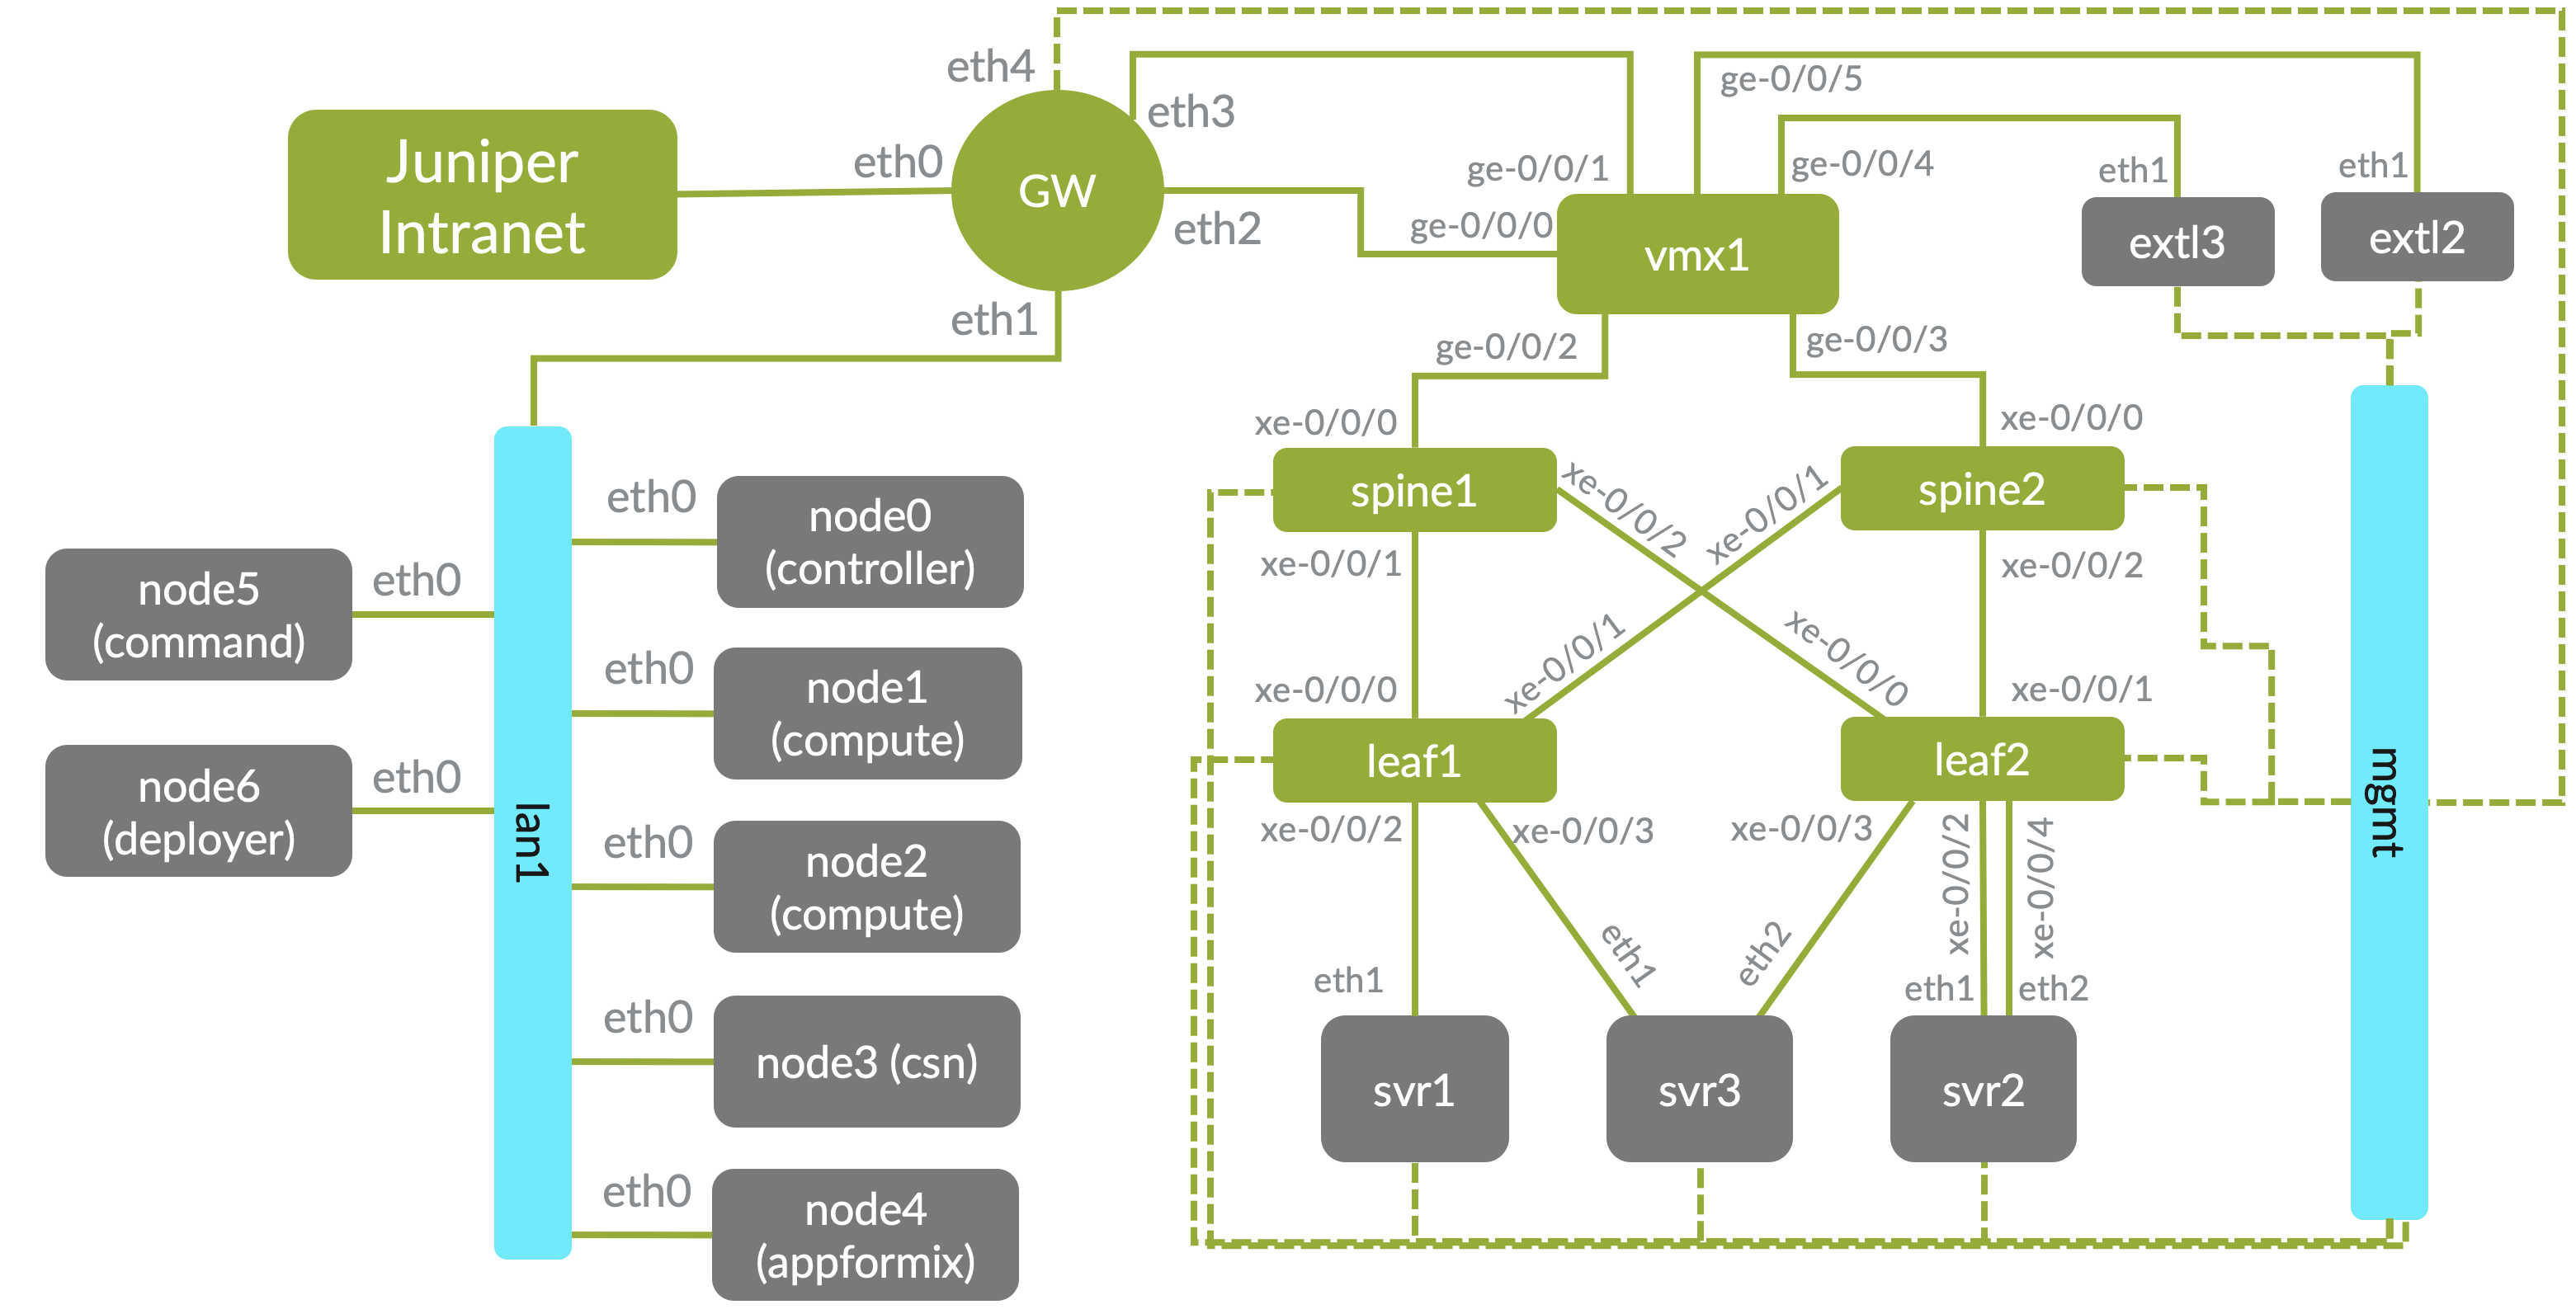 eth4
eth3
ge-0/0/5
Juniper
Intranet
eth0
GW
ge-0/0/1
ge-0/0/4
eth1
eth1
eth2
ge-0/0/0
vmx1
extl3
extl2
eth1
ge-0/0/2
ge-0/0/3
xe-0/0/0
xe-0/0/0
eth0
node0
(controller)
spine1
xe-0/0/2
xe-0/0/1
spine2
node5
(command)
eth0
xe-0/0/1
xe-0/0/2
eth0
node1
(compute)
xe-0/0/0
xe-0/0/1
xe-0/0/0
xe-0/0/1
node6
(deployer)
eth0
lan1
leaf1
leaf2
mgmt
eth0
node2
(compute)
xe-0/0/2
xe-0/0/3
xe-0/0/3
xe-0/0/2
xe-0/0/4
eth1
eth1
eth2
eth1
eth2
eth0
node3 (csn)
svr1
svr3
svr2
eth0
node4
(appformix)